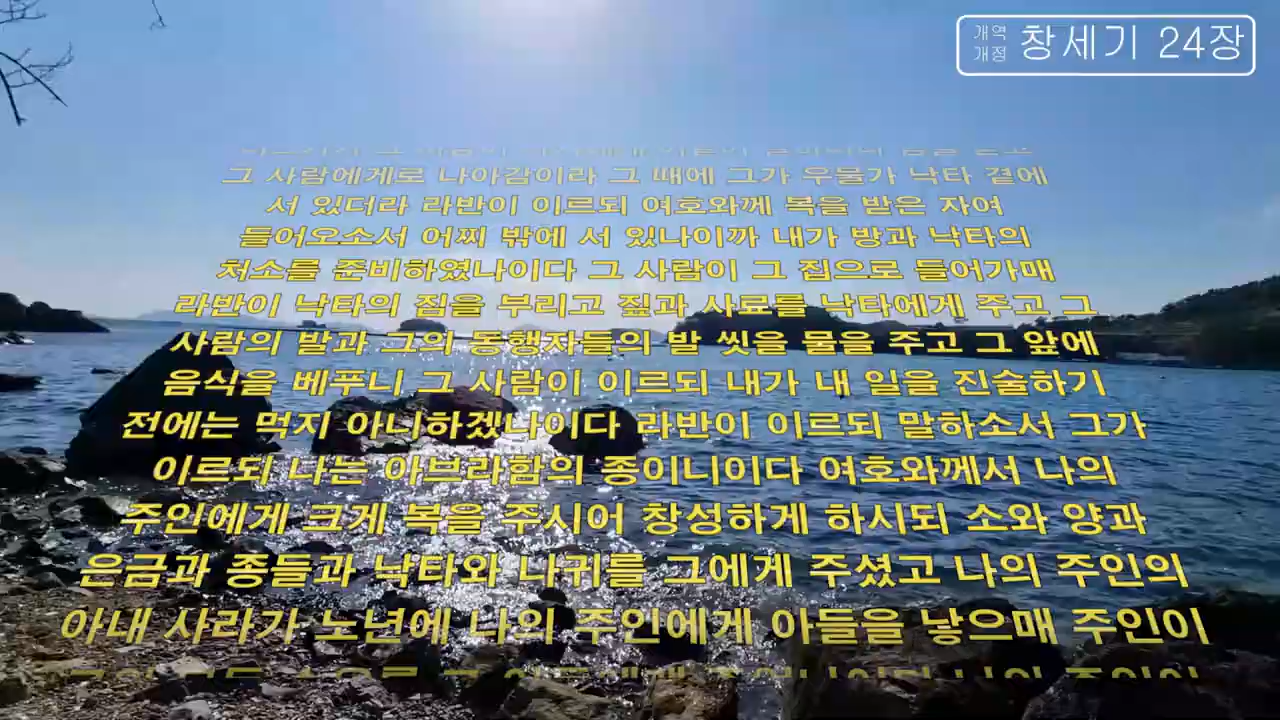 개역
개정
창세기 24장
그 사람에게로 나아감이라 그 때에 그가 우물가 낙타 곁에
서 있더라 라반이 이르되 여호와께 복을 받은 자여
들어오소서 어찌 밖에 서 있나이까 내가 방과 낙타의
처소를 준비하였나이다 그 사람이 그 집으로 들어가매
라반이 낙타의 짐을 부리고 짚과 사료를 낙타에게 주고 그
사람의 발과 그의 동행자들의 발 씻을 물을 주고 그 앞에
음식을 베푸니 그 사람이 이르되 내가 내 일을 진술하기
전에는 먹지 아니하겠나이다 라반이 이르되 말하소서 그가
이르되 나는 아브라함의 종이니이다 여호와께서 나의
주인에게 크게 복을 주시어 창성하게 하시되 소와 양과
은금과 종들과 낙타와 나귀를 그에게 주셨고 나의 주인의
아내 사라가 노년에 나의 주인에게 아들을 낳으매 주인이